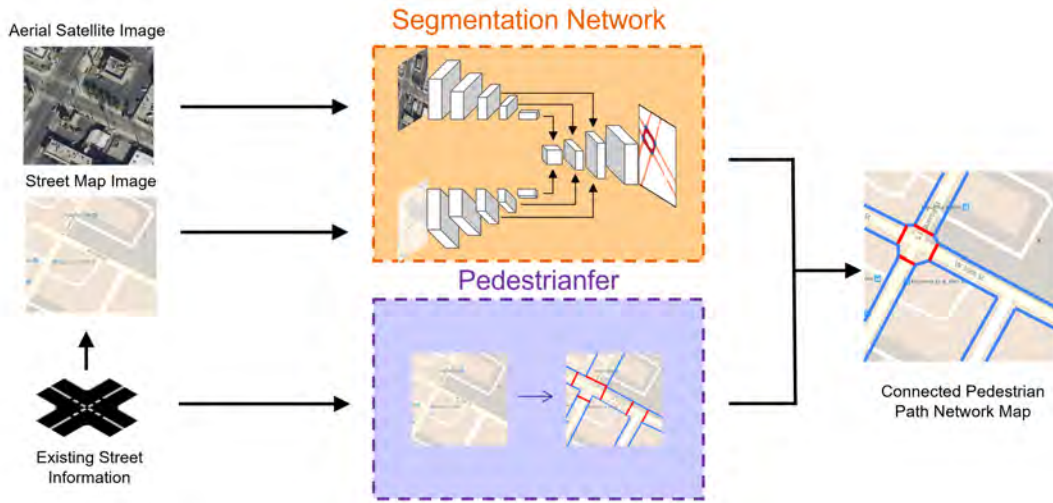 Segmentation Network
Aerial Satellite Image
Street Map Image
Pedestrianfer
Existing Street
Information
Connected Pedestrian
Path Network Map